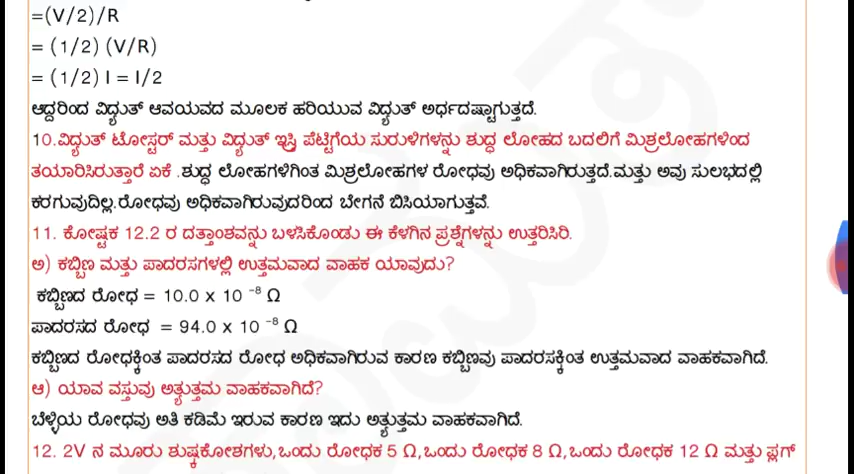 =(V/2)/R
= (1/2) (V/R)
= (1/2) I = I/2
ಆದ್ದರಿಂದ ವಿದ್ಯುತ್ ಆವಯವದ ಮೂಲಕ ಹರಿಯುವ ವಿದ್ಯುತ್ ಅರ್ಧದಷ್ಟಾಗುತ್ತದೆ.
10.ವಿದ್ಯುತ್ ಟೋಸ್ಟರ್ ಮತ್ತು ವಿದ್ಯುತ್ ಇಸ್ತ್ರಿ ಪೆಟ್ಟಿಗೆಯ ಸುರುಳಿಗಳನ್ನು ಶುದ್ಧ ಲೋಹದ ಬದಲಿಗೆ ಮಿಶ್ರಲೋಹಗಳಿಂದ
ತಯಾರಿಸಿರುತ್ತಾರೆ ಏಕೆ .ಶುದ್ಧ ಲೋಹಗಳಿಗಿಂತ ಮಿಶ್ರಲೋಹಗಳ ರೋಧವು ಅಧಿಕವಾಗಿರುತ್ತದೆ.ಮತ್ತು ಅವು ಸುಲಭದಲ್ಲಿ
ಕರಗುವುದಿಲ್ಲ.ರೋಧವು ಅಧಿಕವಾಗಿರುವುದರಿಂದ ಬೇಗನೆ ಬಿಸಿಯಾಗುತ್ತವೆ.
11. ಕೋಷ್ಟಕ 12.2 ರ ದತ್ತಾಂಶವನ್ನು ಬಳಸಿಕೊಂಡು ಈ ಕೆಳಗಿನ ಪ್ರಶ್ನೆಗಳನ್ನು ಉತ್ತರಿಸಿರಿ.
ಅ) ಕಬ್ಬಿಣ ಮತ್ತು ಪಾದರಸಗಳಲ್ಲಿ ಉತ್ತಮವಾದ ವಾಹಕ ಯಾವುದು?
ಕಬ್ಬಿಣದ ರೋಧ = 10.0 x 10 ⁻⁸ Ω
ಪಾದರಸದ ರೋಧ = 94.0 x 10 ⁻⁸ Ω
ಕಬ್ಬಿಣದ ರೋಧಕ್ಕಿಂತ ಪಾದರಸದ ರೋಧ ಅಧಿಕವಾಗಿರುವ ಕಾರಣ ಕಬ್ಬಿಣವು ಪಾದರಸಕ್ಕಿಂತ ಉತ್ತಮವಾದ ವಾಹಕವಾಗಿದೆ.
ಆ) ಯಾವ ವಸ್ತುವು ಅತ್ಯುತ್ತಮ ವಾಹಕವಾಗಿದೆ?
ಬೆಳ್ಳಿಯ ರೋಧವು ಅತಿ ಕಡಿಮೆ ಇರುವ ಕಾರಣ ಇದು ಅತ್ಯುತ್ತಮ ವಾಹಕವಾಗಿದೆ.
12. 2V ನ ಮೂರು ಶುಷ್ಕಕೋಶಗಳು,ಒಂದು ರೋಧಕ 5 Ω,ಒಂದು ರೋಧಕ 8 Ω,ಒಂದು ರೋಧಕ 12 Ω ಮತ್ತು ಪ್ಲಗ್